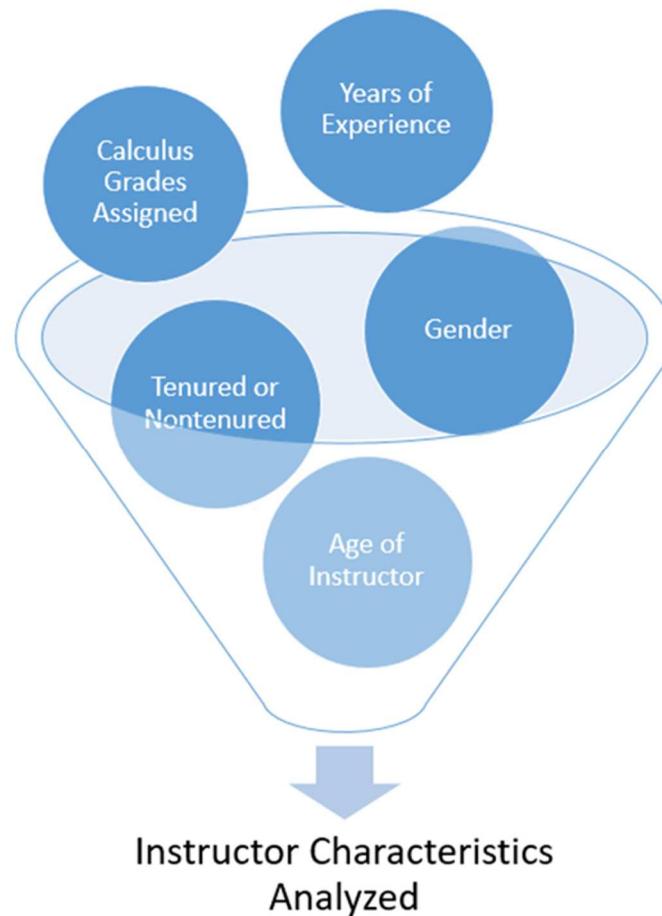 Years of
Experience
Calculus
Grades
Assigned
Gender
Tenured or
Nontenured
Age of
Instructor
Instructor Characteristics
Analyzed